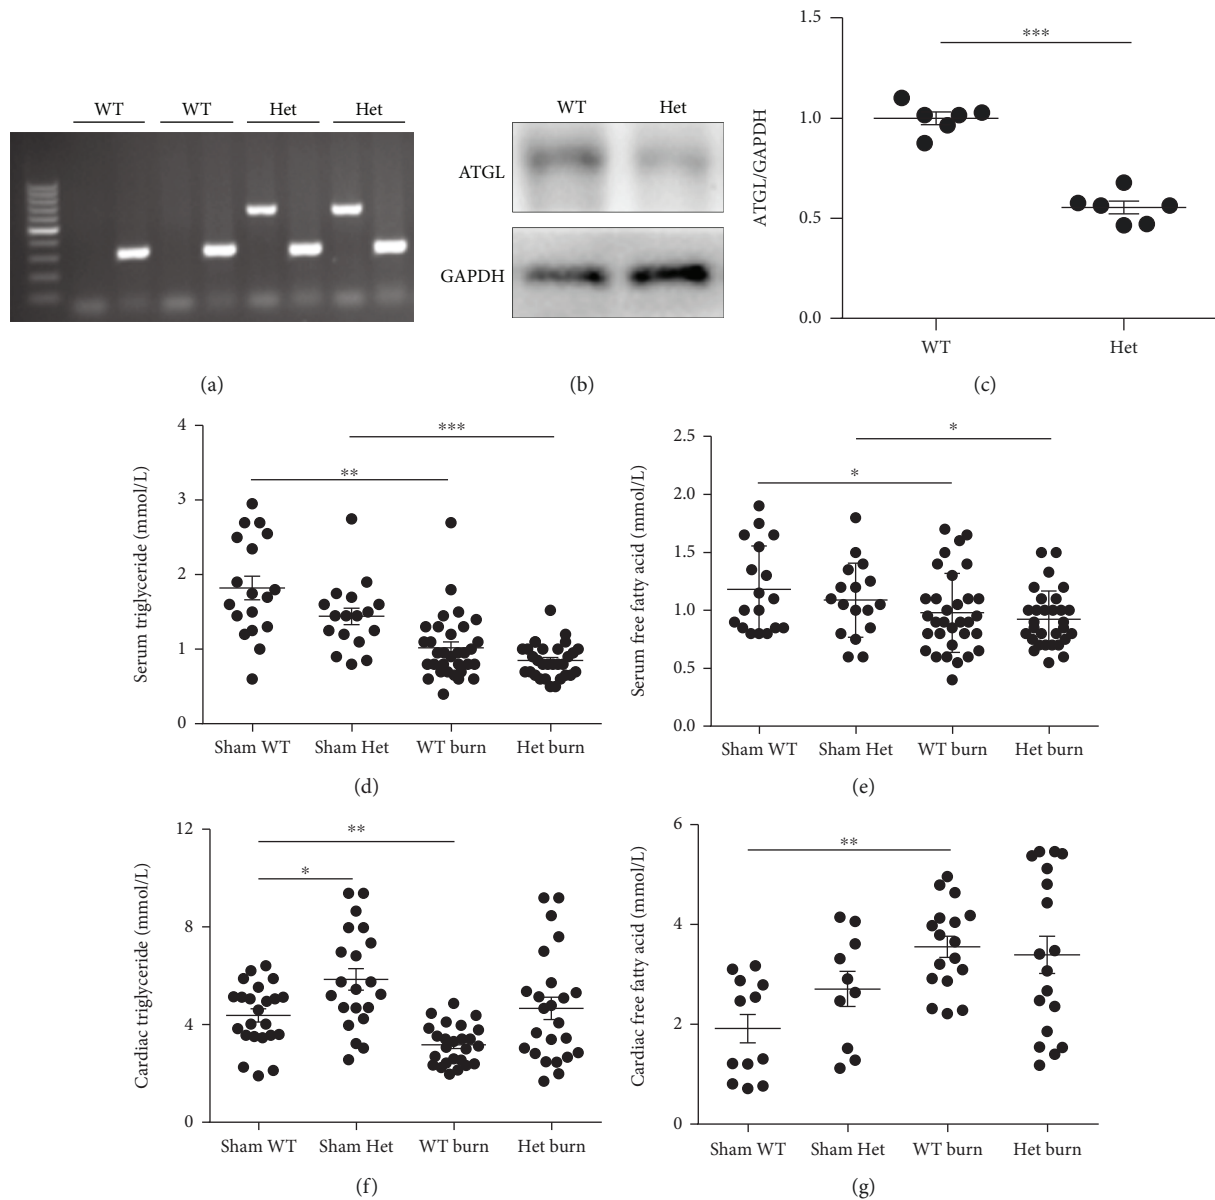 WT WT Het Het
(a)
WT Het
ATGL
GAPDH
(b)
ATGL/GAPDH
1.5
1.0
0.5
0.0
***
WT Het
(c)
Serum triglyceride (mmol/L)
4
3
2
1
0
***
**
Sham WT Sham Het WT burn Het burn
(d)
Serum free fatty acid (mmol/L)
2.5
2.0
1.5
1.0
0.5
0.0
*
*
Sham WT Sham Het WT burn Het burn
(e)
Cardiac triglyceride (mmol/L)
12
8
4
0
**
*
Sham WT Sham Het WT burn Het burn
(f)
Cardiac free fatty acid (mmol/L)
6
4
2
0
**
Sham WT Sham Het WT burn Het burn
(g)